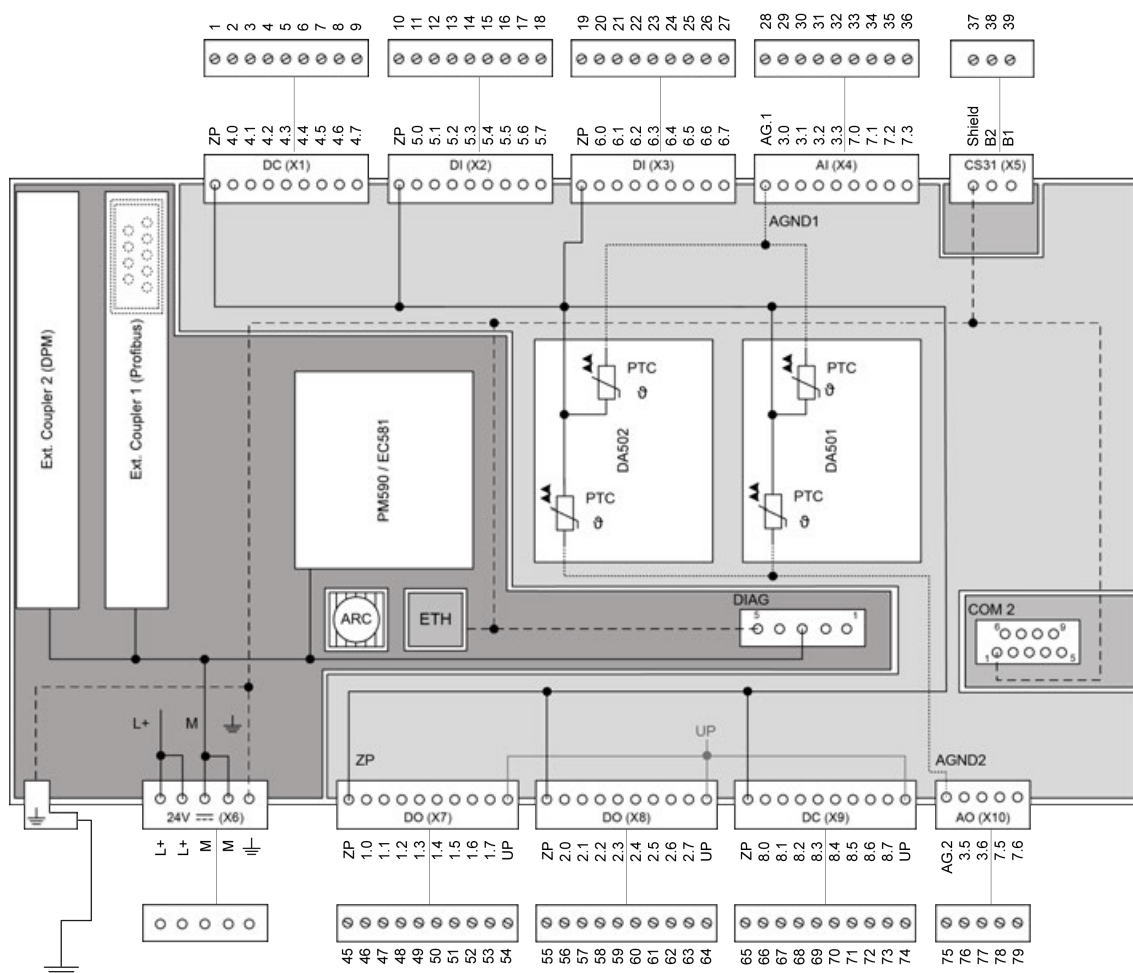 1 2 3 4 5 6 7 8 9
10 11 12 13 14 15 16 17 18
19 20 21 22 23 24 25 26 27
28 29 30 31 32 33 34 35 36
37 38 39
ZP 4.0 4.1 4.2 4.3 4.4 4.5 4.6 4.7
ZP 5.0 5.1 5.2 5.3 5.4 5.5 5.6 5.7
ZP 6.0 6.1 6.2 6.3 6.4 6.5 6.6 6.7
AG.1 3.0 3.1 3.2 3.3 7.0 7.1 7.2 7.3
Shield B2 B1
DC (X1)
DI (X2)
DI (X3)
AI (X4)
CS31 (X5)
AGND1
Ext. Coupler 2 (DPM)
Ext. Coupler 1 (Profibus)
PM590 / EC581
PTC
ϑ
DA502
PTC
ϑ
PTC
ϑ
DA501
PTC
ϑ
ARC
ETH
DIAG
5 1
COM 2
6 9
1 5
L+
M
ZP
UP
AGND2
24V (X6)
DO (X7)
DO (X8)
DC (X9)
AO (X10)
L+ L+ M M
ZP 1.0 1.1 1.2 1.3 1.4 1.5 1.6 1.7 UP
ZP 2.0 2.1 2.2 2.3 2.4 2.5 2.6 2.7 UP
ZP 8.0 8.1 8.2 8.3 8.4 8.5 8.6 8.7 UP
AG.2 3.5 3.6 7.5 7.6
45 46 47 48 49 50 51 52 53 54
55 56 57 58 59 60 61 62 63 64
65 66 67 68 69 70 71 72 73 74
75 76 77 78 79